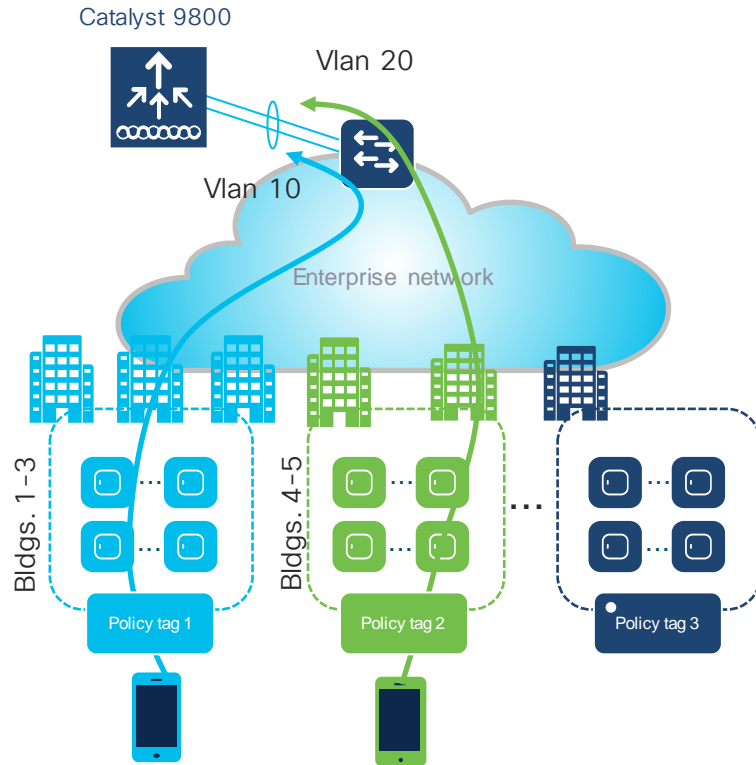 Catalyst 9800
Vlan 20
Vlan 10
Enterprise network
Bldgs. 1-3
Bldgs. 4-5
...
...
...
...
...
...
...
Policy tag 1
Policy tag 2
Policy tag 3